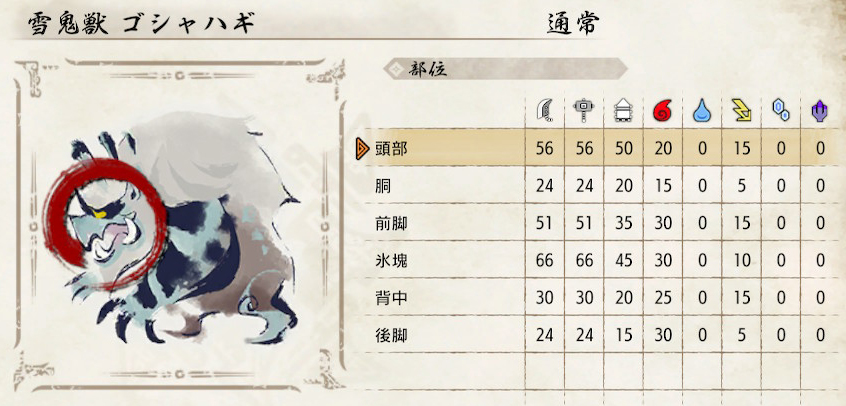 雪鬼獣 ゴシャハギ 通常
部位
頭部 56 56 50 20 0 15 0 0
胴 24 24 20 15 0 5 0 0
前脚 51 51 35 30 0 15 0 0
氷塊 66 66 45 30 0 10 0 0
背中 30 30 20 25 0 15 0 0
後脚 24 24 15 30 0 5 0 0